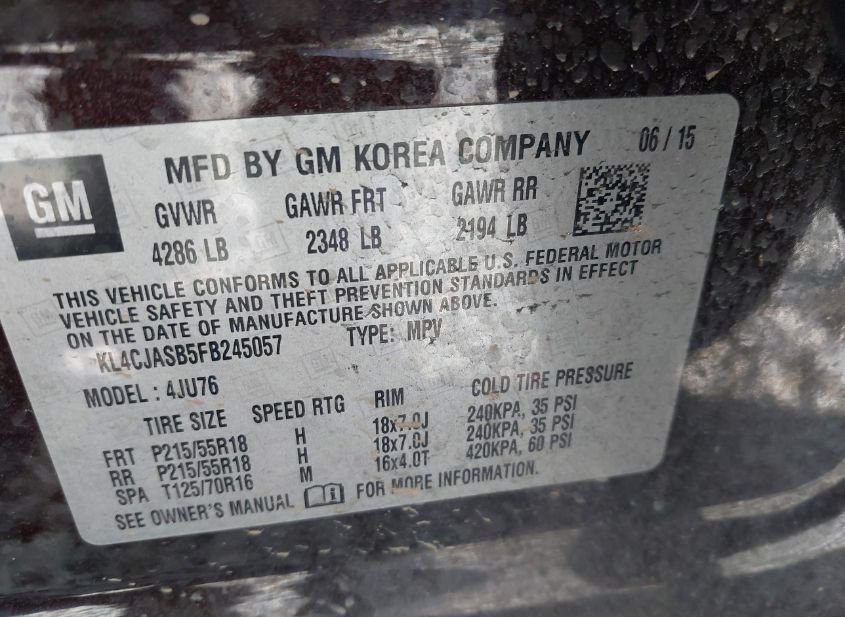 GM
MFD BY GM KOREA COMPANY 06 / 15
GVWR GAWR FRT GAWR RR
4286 LB 2348 LB 2194 LB
THIS VEHICLE CONFORMS TO ALL APPLICABLE U.S. FEDERAL MOTOR
VEHICLE SAFETY AND THEFT PREVENTION STANDARDS IN EFFECT
ON THE DATE OF MANUFACTURE SHOWN ABOVE.
KL4CJASB5FB245057 TYPE: MPV
MODEL : 4JU76
TIRE SIZE SPEED RTG RIM COLD TIRE PRESSURE
FRT P215/55R18 H 18x7.0J 240KPA, 35 PSI
RR P215/55R18 H 18x7.0J 240KPA, 35 PSI
SPA T125/70R16 M 16x4.0T 420KPA, 60 PSI
SEE OWNER'S MANUAL FOR MORE INFORMATION.